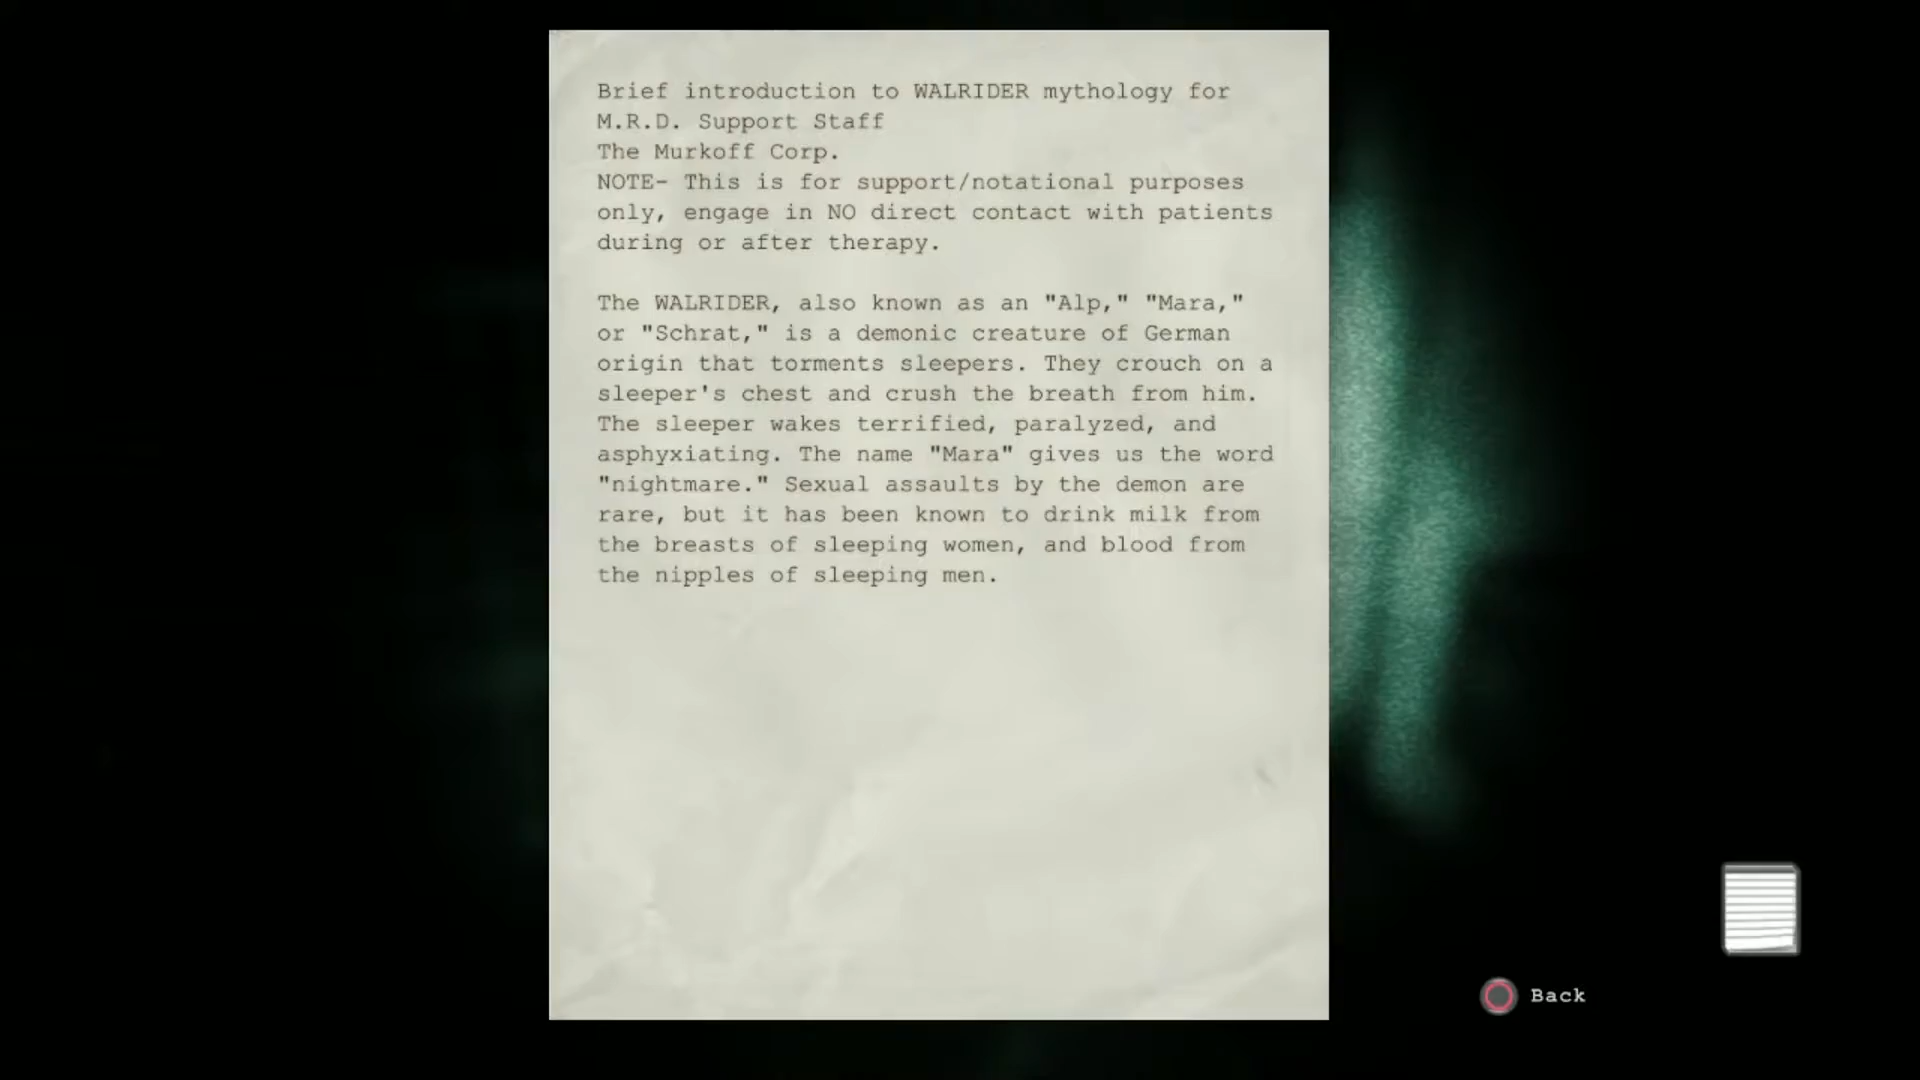 Brief introduction to WALRIDER mythology for
M.R.D. Support Staff
The Murkoff Corp.
NOTE- This is for support/notational purposes
only, engage in NO direct contact with patients
during or after therapy.
The WALRIDER, also known as an "Alp," "Mara,"
or "Schrat," is a demonic creature of German
origin that torments sleepers. They crouch on a
sleeper's chest and crush the breath from him.
The sleeper wakes terrified, paralyzed, and
asphyxiating. The name "Mara" gives us the word
"nightmare." Sexual assaults by the demon are
rare, but it has been known to drink milk from
the breasts of sleeping women, and blood from
the nipples of sleeping men.
Back